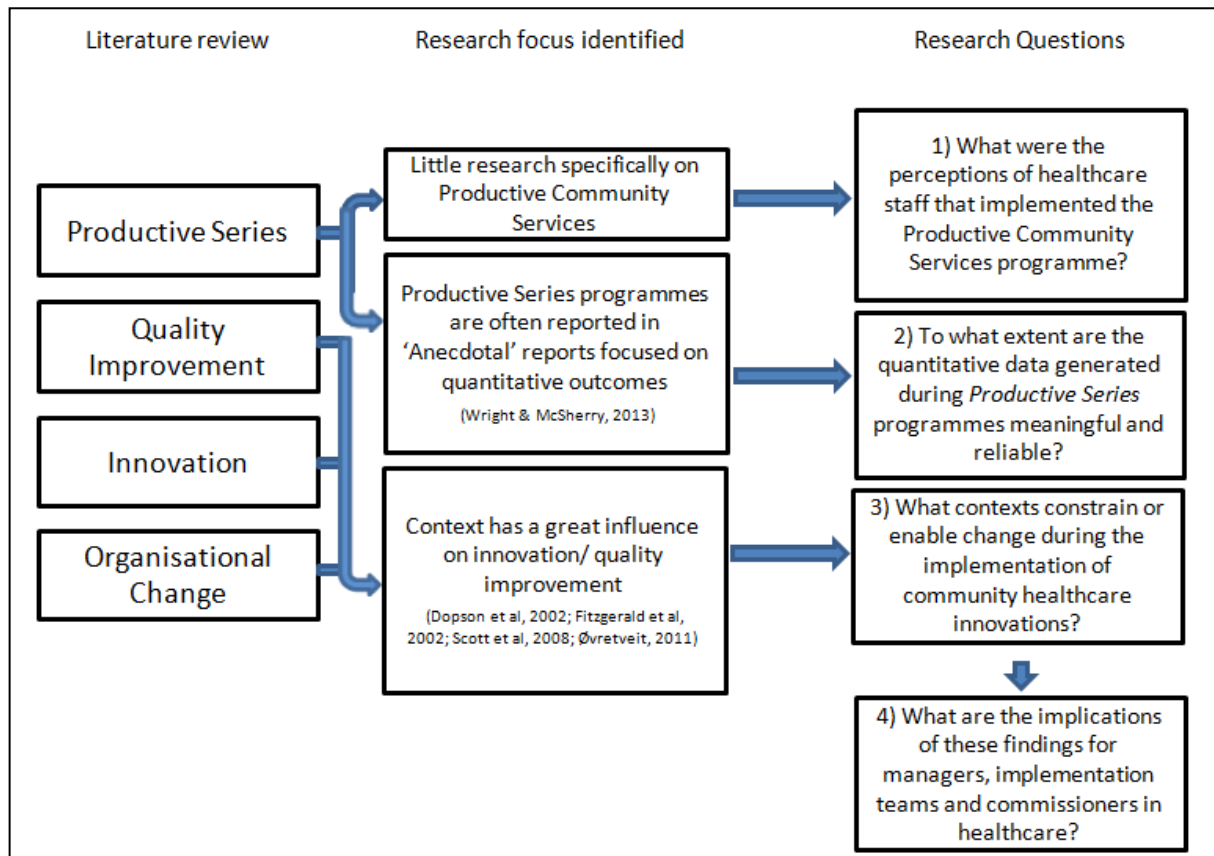 Literature review
Research focus identified
Research Questions
Productive Series
Quality
Improvement
Innovation
Organisational
Change
Little research specifically on
Productive Community
Services
Productive Series programmes
are often reported in
‘Anecdotal’ reports focused on
quantitative outcomes
(Wright & McSherry, 2013)
Context has a great influence
on innovation/ quality
improvement
(Dopson et al, 2002; Fitzgerald et al,
2002; Scott et al, 2008; Øvretveit, 2011)
1) What were the
perceptions of healthcare
staff that implemented the
Productive Community
Services programme?
2) To what extent are the
quantitative data generated
during Productive Series
programmes meaningful and
reliable?
3) What contexts constrain or
enable change during the
implementation of
community healthcare
innovations?
4) What are the implications
of these findings for
managers, implementation
teams and commissioners in
healthcare?